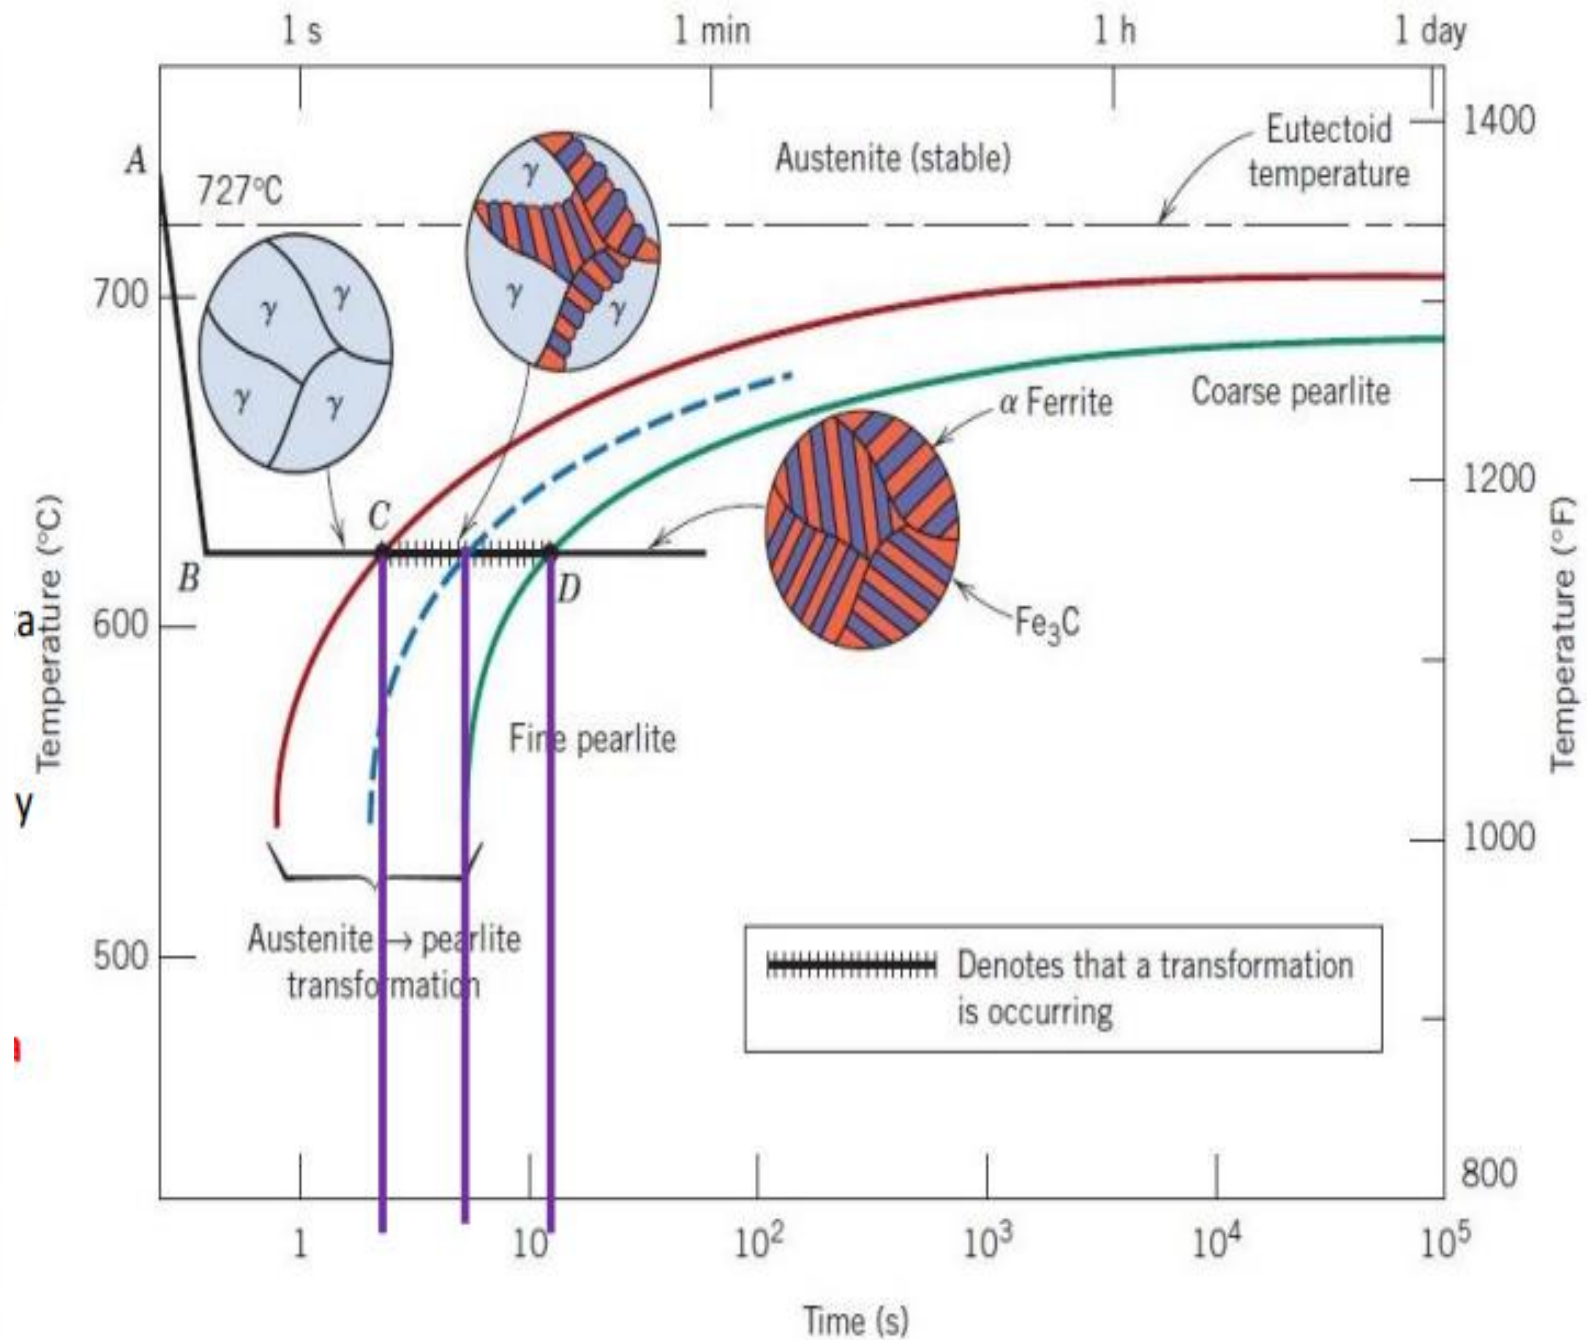 1 s
1 min
1 h
1 day
A
727°C
Austenite (stable)
Eutectoid
temperature
1400
γ
γ
γ
γ
γ
γ
γ
700
α Ferrite
Coarse pearlite
1200
C
B
D
Temperature (°C)
Temperature (°F)
a
600
Fe₃C
Fine pearlite
y
1000
Austenite → pearlite
transformation
500
Denotes that a transformation
is occurring
800
1
10
10²
10³
10⁴
10⁵
Time (s)